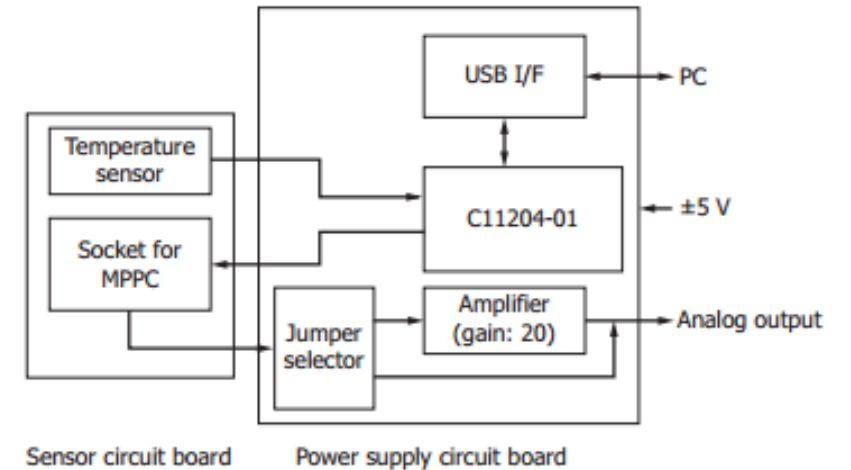 USB I/F
PC
Temperature
sensor
C11204-01
±5 V
Socket for
MPPC
Jumper
selector
Amplifier
(gain: 20)
Analog output
Sensor circuit board
Power supply circuit board